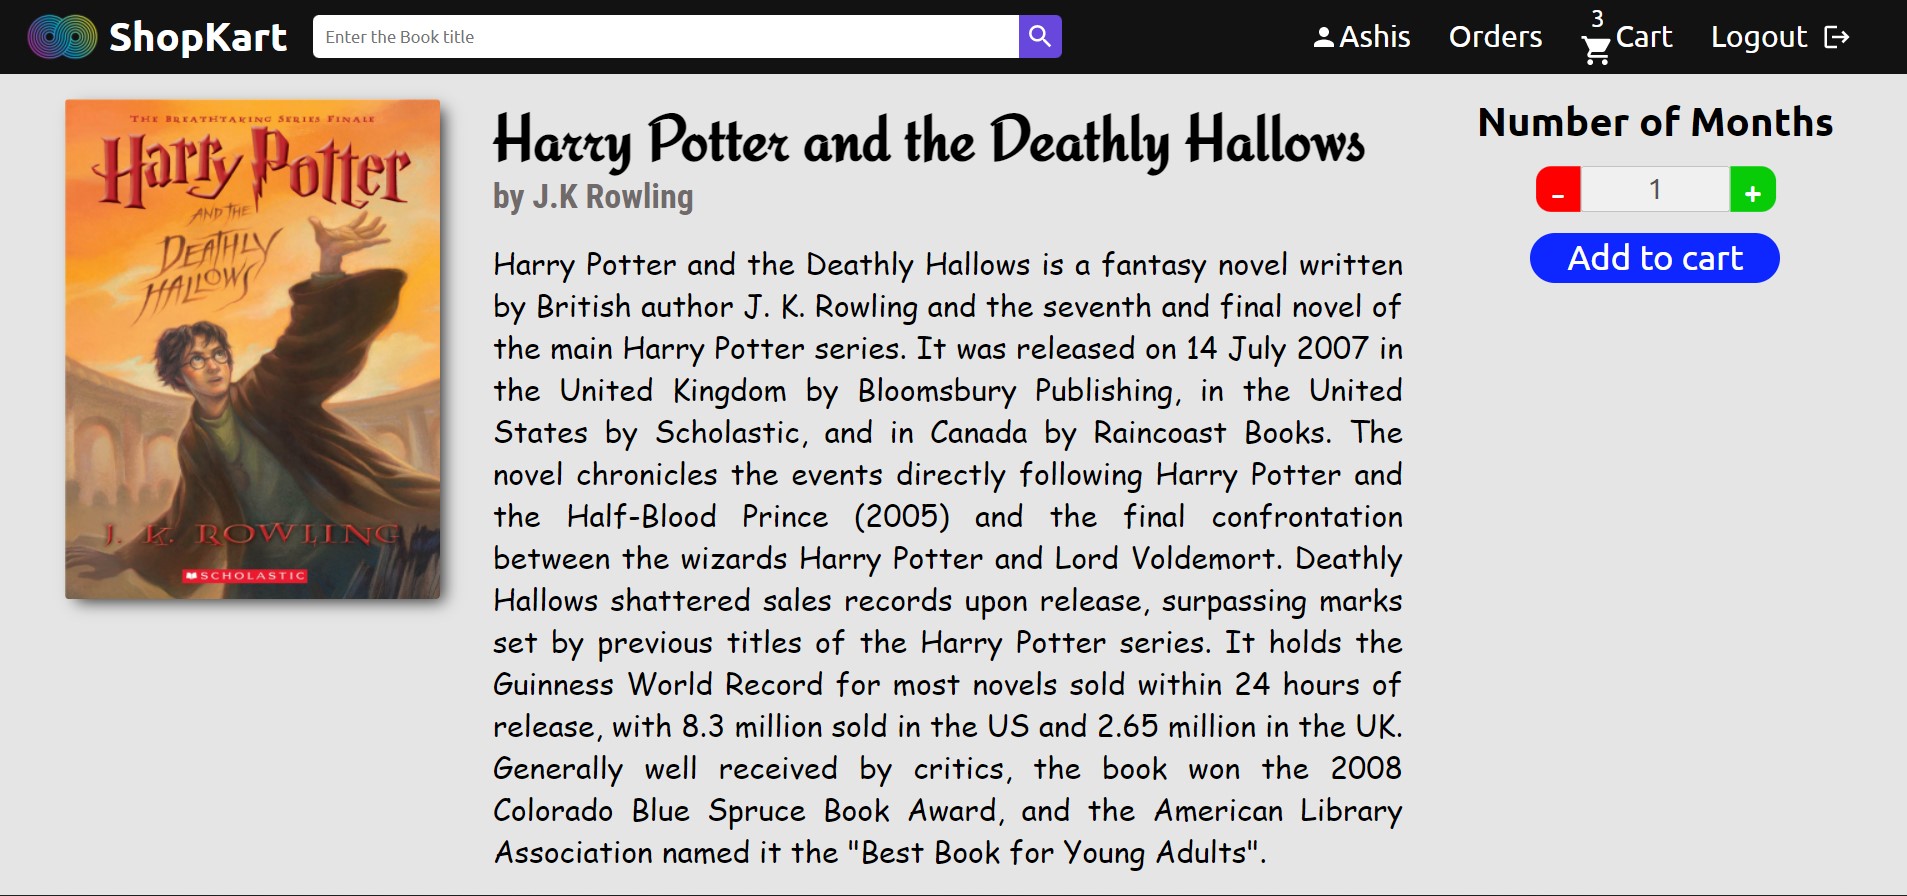 ShopKart
Enter the Book title
Ashis
Orders
3
Cart
Logout
THE BREATHTAKING SERIES FINALE
Harry Potter
AND THE
DEATHLY
HALLOWS
J. K. ROWLING
SCHOLASTIC
Harry Potter and the Deathly Hallows
by J.K Rowling
Harry Potter and the Deathly Hallows is a fantasy novel written
by British author J. K. Rowling and the seventh and final novel of
the main Harry Potter series. It was released on 14 July 2007 in
the United Kingdom by Bloomsbury Publishing, in the United
States by Scholastic, and in Canada by Raincoast Books. The
novel chronicles the events directly following Harry Potter and
the Half-Blood Prince (2005) and the final confrontation
between the wizards Harry Potter and Lord Voldemort. Deathly
Hallows shattered sales records upon release, surpassing marks
set by previous titles of the Harry Potter series. It holds the
Guinness World Record for most novels sold within 24 hours of
release, with 8.3 million sold in the US and 2.65 million in the UK.
Generally well received by critics, the book won the 2008
Colorado Blue Spruce Book Award, and the American Library
Association named it the "Best Book for Young Adults".
Number of Months
- 1 +
Add to cart